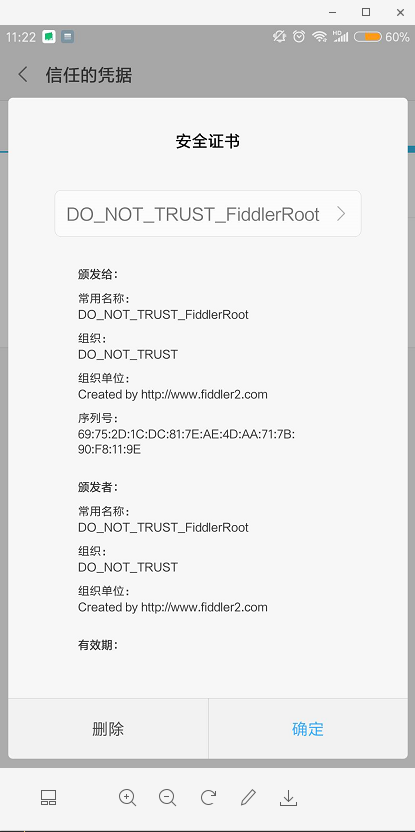 11:22
HD
60%
信任的凭据
安全证书
DO_NOT_TRUST_FiddlerRoot
颁发给：
常用名称：
DO_NOT_TRUST_FiddlerRoot
组织：
DO_NOT_TRUST
组织单位：
Created by http://www.fiddler2.com
序列号：
69:75:2D:1C:DC:81:7E:AE:4D:AA:71:7B:
90:F8:11:9E
颁发者：
常用名称：
DO_NOT_TRUST_FiddlerRoot
组织：
DO_NOT_TRUST
组织单位：
Created by http://www.fiddler2.com
有效期：
删除
确定